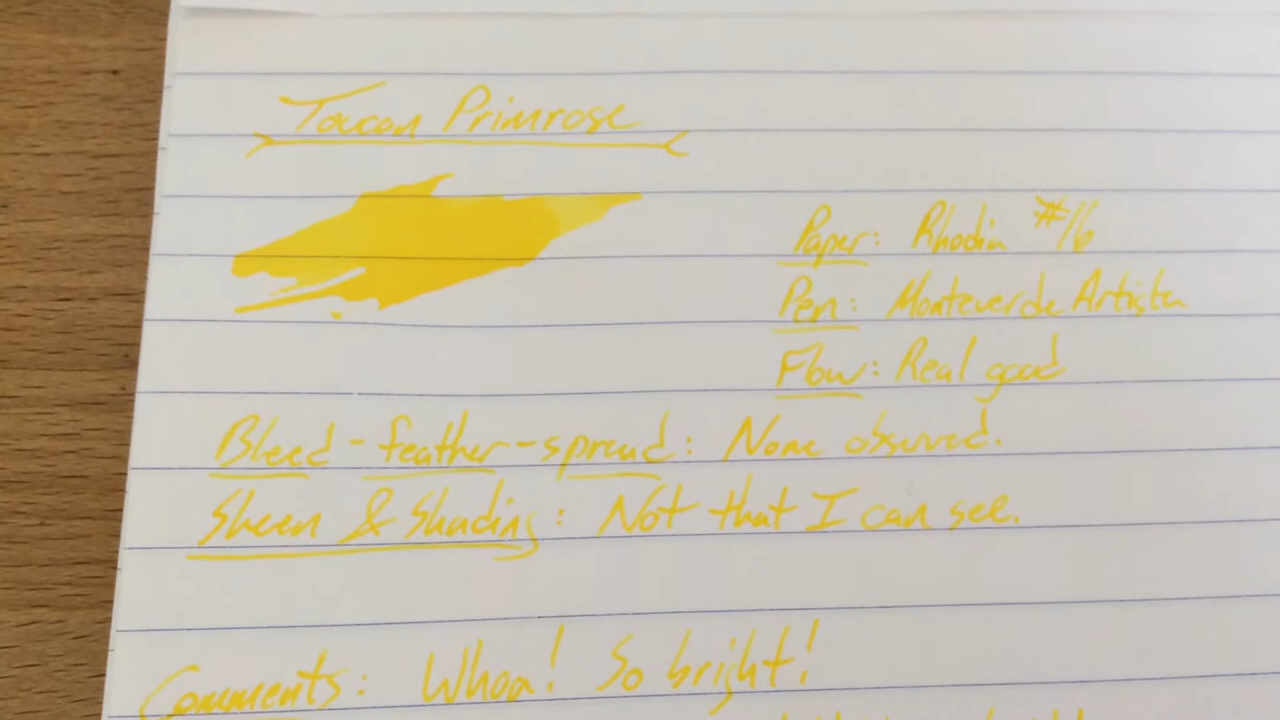 Toucan Primrose
Paper: Rhodia #16
Pen: Monteverde Artista
Flow: Real good
Bleed-feather-spread: None observed.
Sheen & Shading: Not that I can see.
Comments: Whoa! So bright!